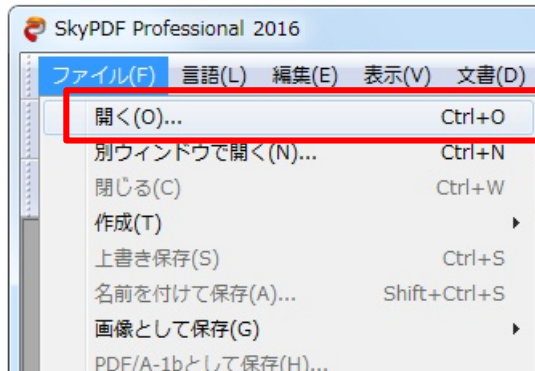 SkyPDF Professional 2016
ファイル(F) 言語(L) 編集(E) 表示(V) 文書(D)
開く(O)... Ctrl+O
別ウィンドウで開く(N)... Ctrl+N
閉じる(C) Ctrl+W
作成(T)
上書き保存(S) Ctrl+S
名前を付けて保存(A)... Shift+Ctrl+S
画像として保存(G)
PDF/A-1bとして保存(H)...